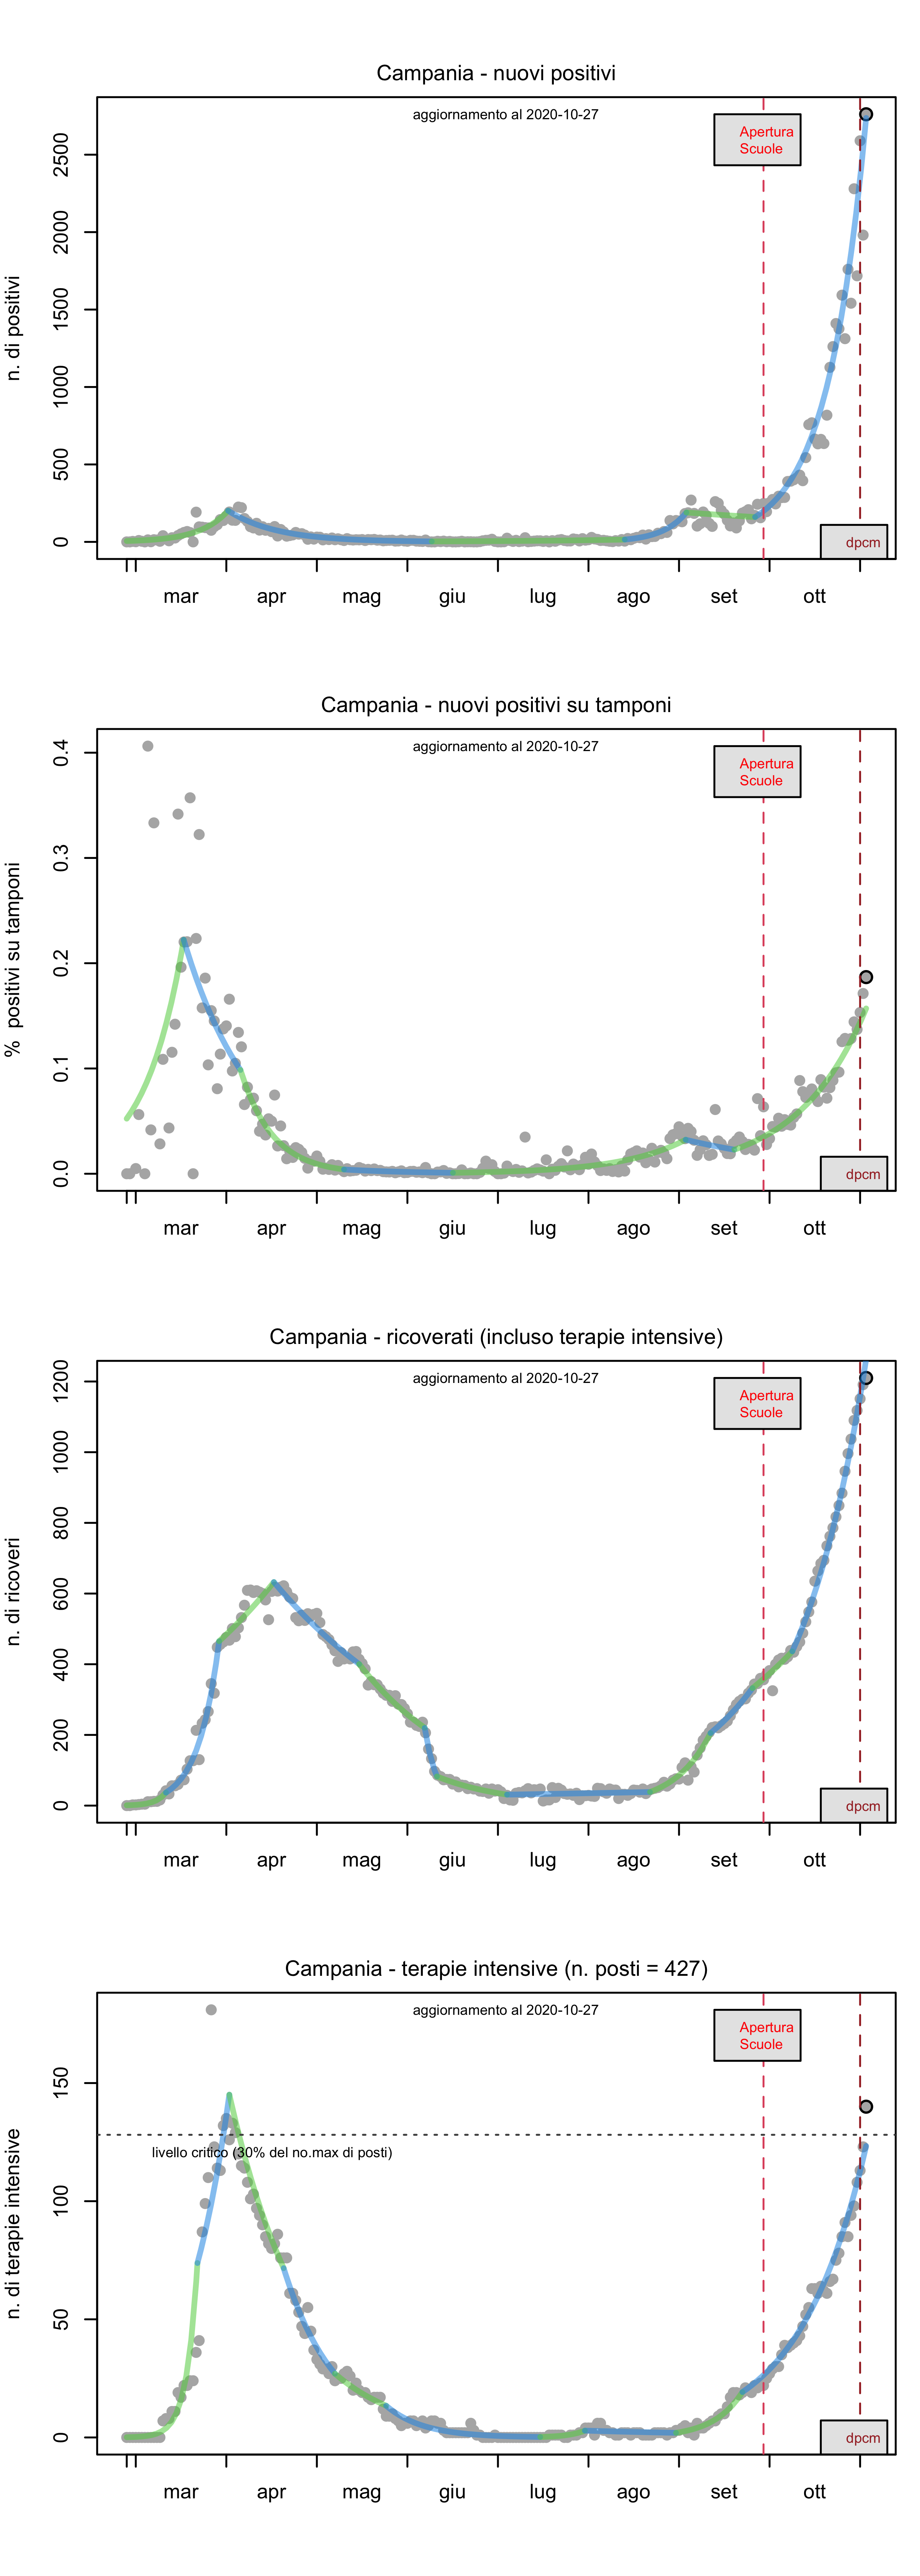 Campania - nuovi positivi
aggiornamento al 2020-10-27
Apertura
Scuole
2500
2000
1500
1000
500
0
n. di positivi
dpcm
mar apr mag giu lug ago set ott
Campania - nuovi positivi su tamponi
aggiornamento al 2020-10-27
Apertura
Scuole
0.4
0.3
0.2
0.1
0.0
% positivi su tamponi
dpcm
mar apr mag giu lug ago set ott
Campania - ricoverati (incluso terapie intensive)
aggiornamento al 2020-10-27
Apertura
Scuole
1200
1000
800
600
400
200
0
n. di ricoveri
dpcm
mar apr mag giu lug ago set ott
Campania - terapie intensive (n. posti = 427)
aggiornamento al 2020-10-27
Apertura
Scuole
150
100
50
0
n. di terapie intensive
livello critico (30% del no.max di posti)
dpcm
mar apr mag giu lug ago set ott